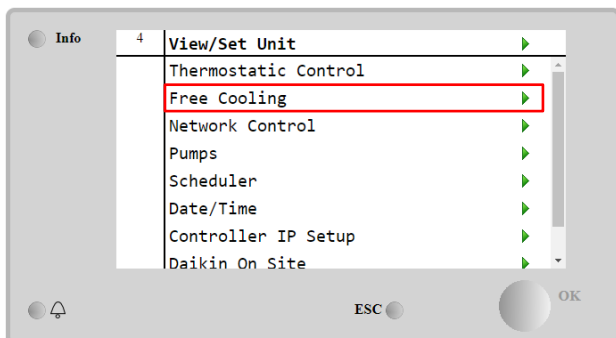 Info
4 View/Set Unit
Thermostatic Control
Free Cooling
Network Control
Pumps
Scheduler
Date/Time
Controller IP Setup
Daikin On Site
ESC
OK